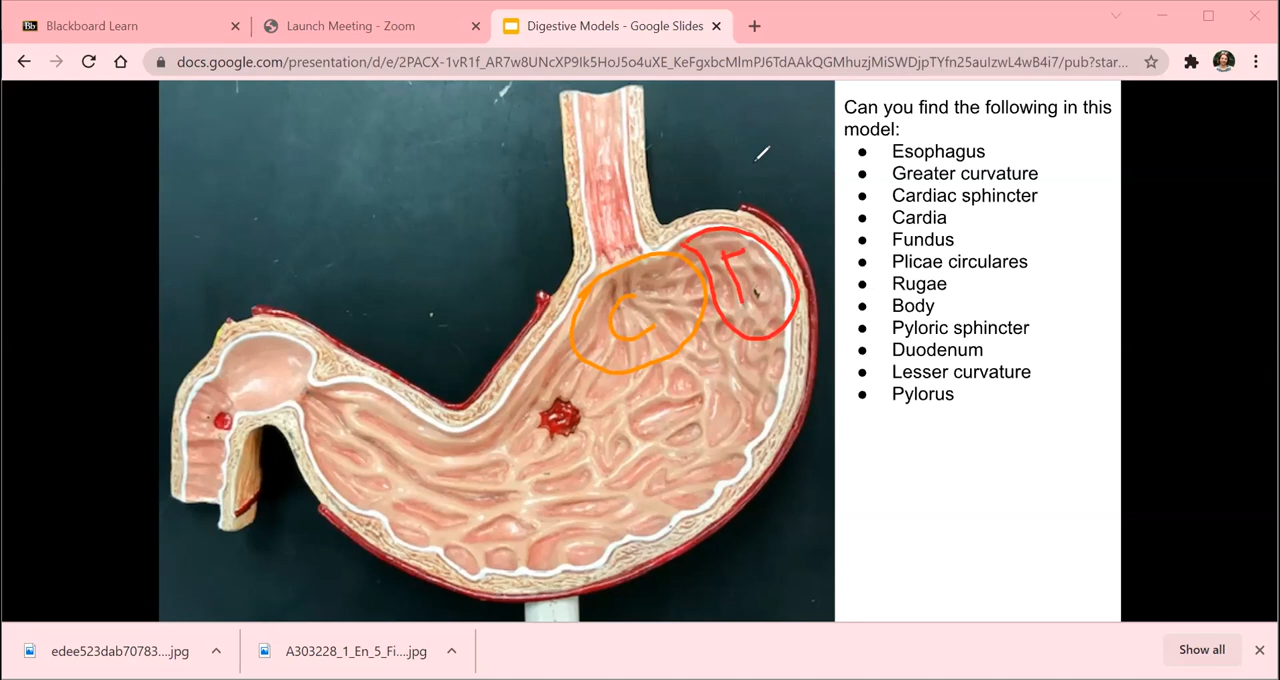 Blackboard Learn
Launch Meeting - Zoom
Digestive Models - Google Slides
docs.google.com/presentation/d/e/2PACX-1vR1f_AR7w8UNcXP9Ik5HoJ5o4uXE_KeFgxbcMlmPJ6TdAAkQGMhuzjMiSWDjpTYfn25auIzwL4wB4i7/pub?star...
Can you find the following in this
model:
● Esophagus
● Greater curvature
● Cardiac sphincter
● Cardia
● Fundus
● Plicae circulares
● Rugae
● Body
● Pyloric sphincter
● Duodenum
● Lesser curvature
● Pylorus
C
edee523dab70783....jpg
A303228_1_En_5_Fi....jpg
Show all